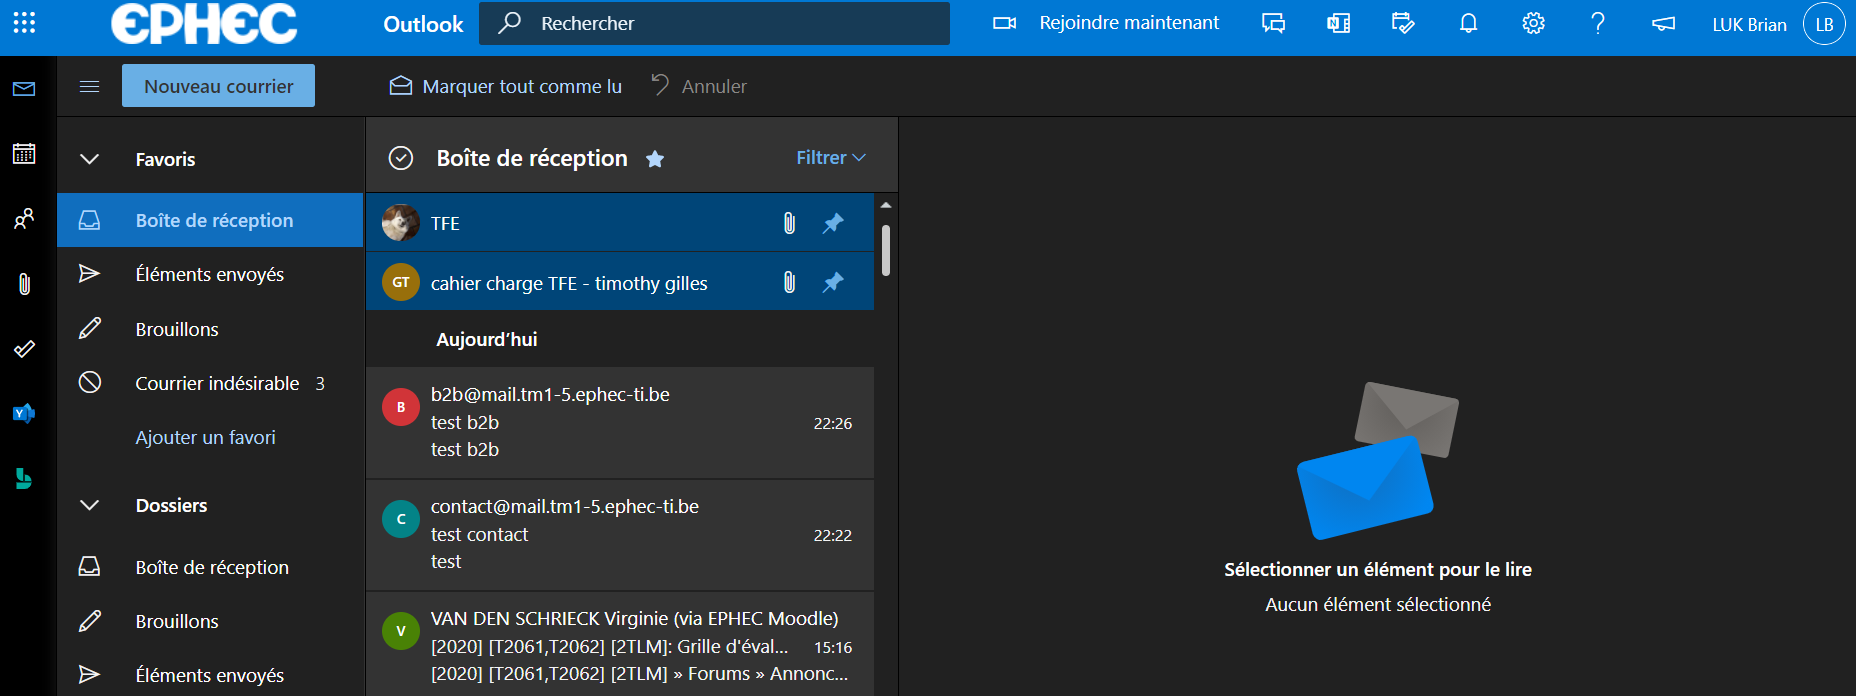 EPHEC
Outlook
Rechercher
Rejoindre maintenant
LUK Brian
LB
Nouveau courrier
Marquer tout comme lu
Annuler
Favoris
Boîte de réception
Éléments envoyés
Brouillons
Courrier indésirable 3
Ajouter un favori
Dossiers
Boîte de réception
Brouillons
Éléments envoyés
Boîte de réception
Filtrer
TFE
GT
cahier charge TFE - timothy gilles
Aujourd'hui
B
b2b@mail.tm1-5.ephec-ti.be
test b2b 22:26
test b2b
C
contact@mail.tm1-5.ephec-ti.be
test contact 22:22
test
V
VAN DEN SCHRIECK Virginie (via EPHEC Moodle)
[2020] [T2061,T2062] [2TLM]: Grille d'éval... 15:16
[2020] [T2061,T2062] [2TLM] » Forums » Annonc...
Sélectionner un élément pour le lire
Aucun élément sélectionné